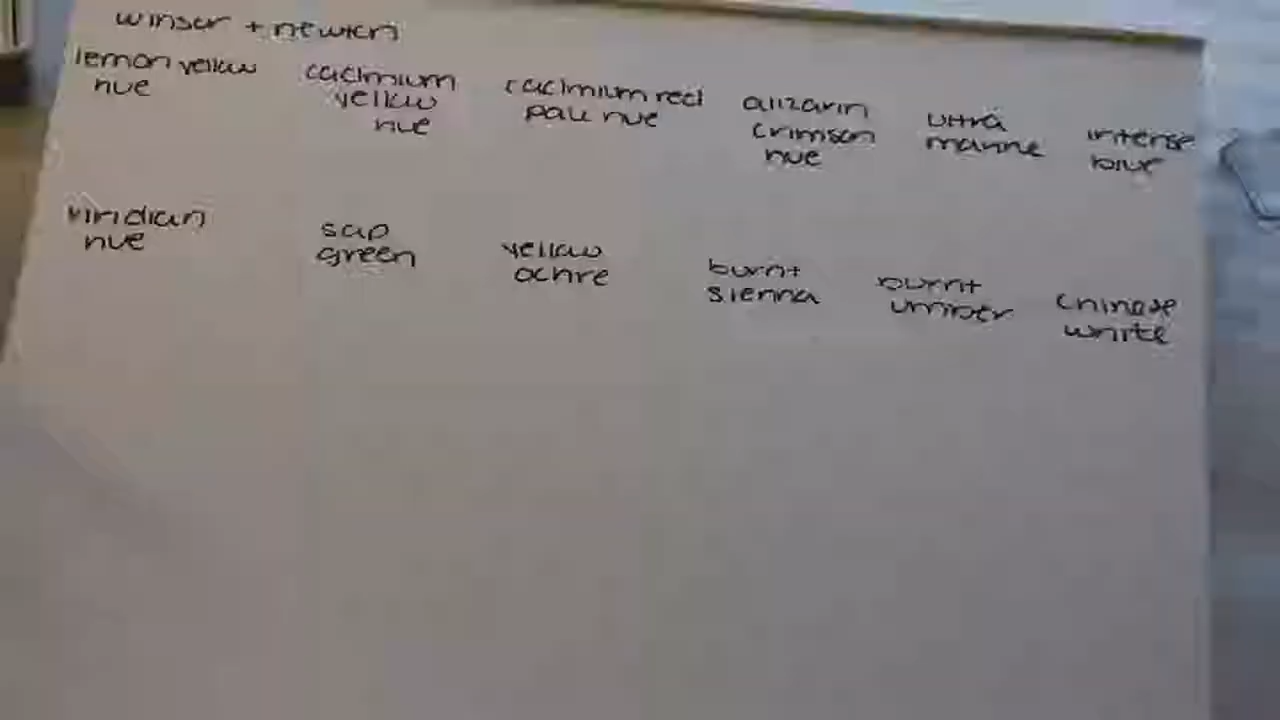 winsor + newton
lemon yellow
hue
cadmium
yellow
hue
cadmium red
pale hue
alizarin
crimson
hue
ultra
marine
intense
blue
viridian
hue
sap
green
yellow
ochre
burnt
sienna
burnt
umber
chinese
white